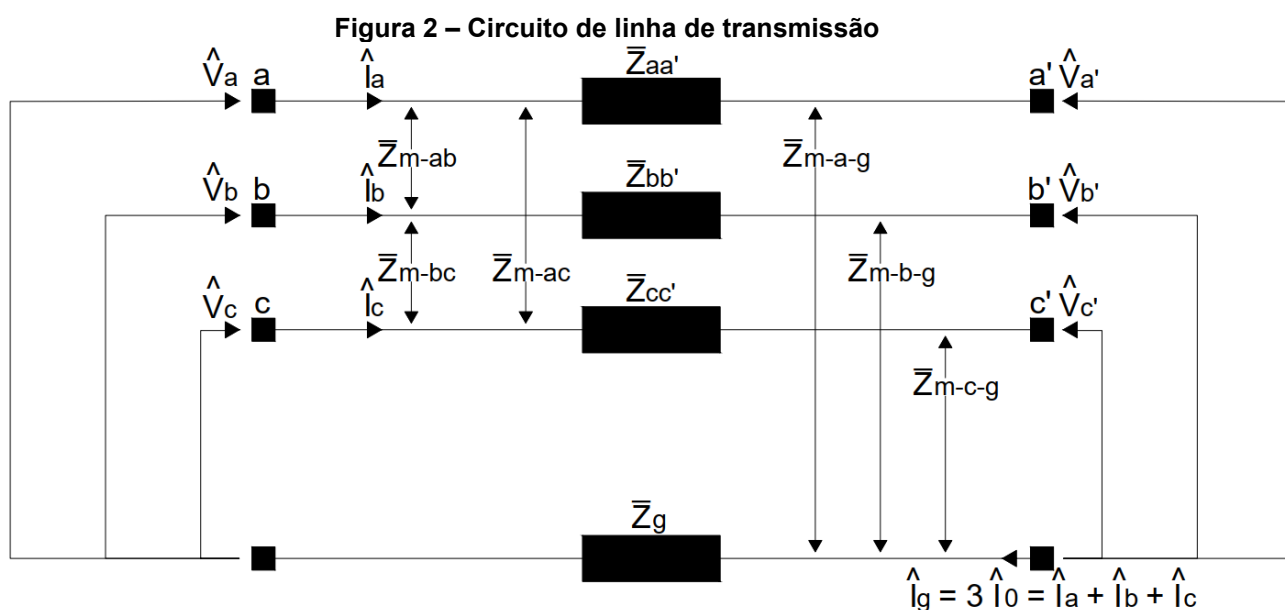 Figura 2 – Circuito de linha de transmissão
V̂a a Îa Z̅aa' a' V̂a'
Z̅m-ab Z̅m-a-g
V̂b b Îb Z̅bb' b' V̂b'
Z̅m-bc Z̅m-ac Z̅m-b-g
V̂c c Îc Z̅cc' c' V̂c'
Z̅m-c-g
Z̅g
Îg = 3 Î0 = Îa + Îb + Îc